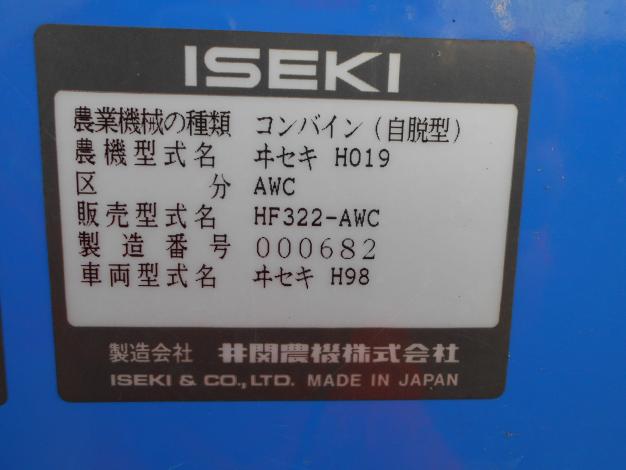 ISEKI
農業機械の種類 コンバイン(自脱型)
農機型式名 ヰセキ HO19
区分 AWC
販売型式名 HF322-AWC
製造番号 000682
車両型式名 ヰセキ H98
製造会社 井関農機株式会社
ISEKI & CO., LTD. MADE IN JAPAN